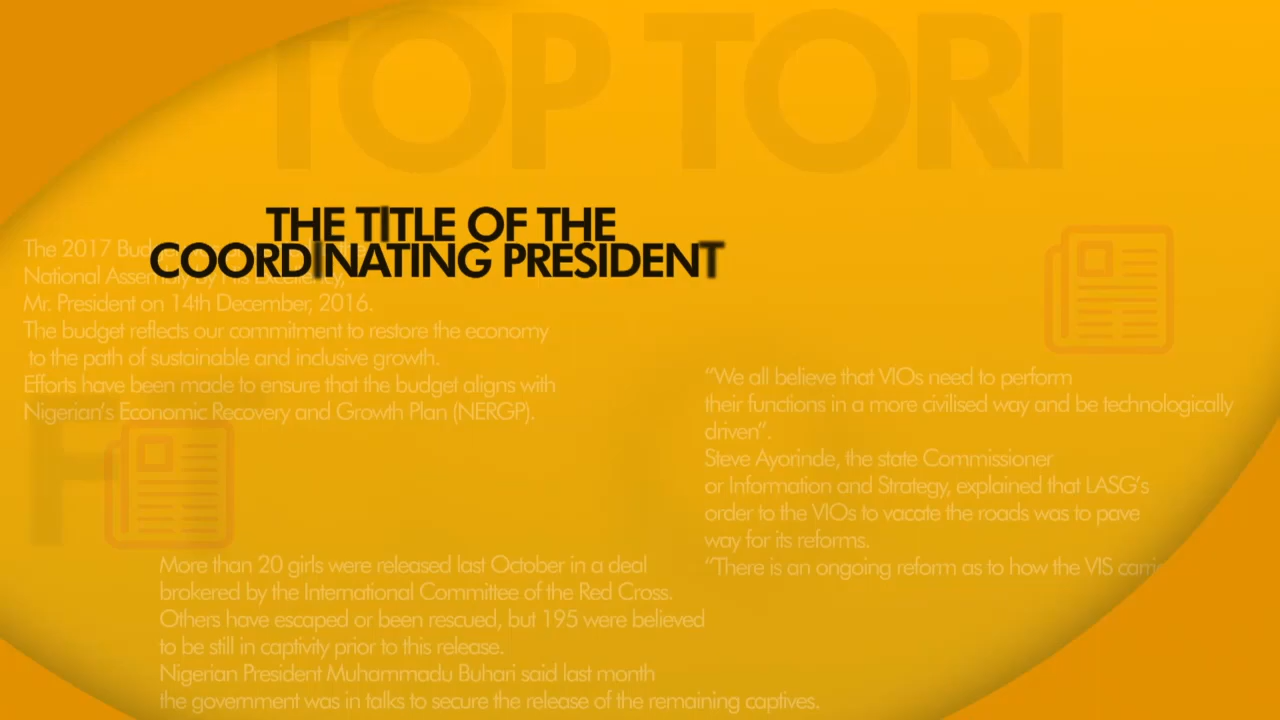 TOP TORI
THE TITLE OF THE
COORDINATING PRESIDENT
The 2017 Budget
National Assembly by His Excellency,
Mr. President on 14th December, 2016.
The budget reflects our commitment to restore the economy
to the path of sustainable and inclusive growth.
Efforts have been made to ensure that the budget aligns with
Nigerian's Economic Recovery and Growth Plan (NERGP).
“We all believe that VIOs need to perform
their functions in a more civilised way and be technologically
driven”.
Steve Ayorinde, the state Commissioner
or Information and Strategy, explained that LASG's
order to the VIOs to vacate the roads was to pave
way for its reforms.
“There is an ongoing reform as to how the VIS
More than 20 girls were released last October in a deal
brokered by the International Committee of the Red Cross.
Others have escaped or been rescued, but 195 were believed
to be still in captivity prior to this release.
Nigerian President Muhammadu Buhari said last month
the government was in talks to secure the release of the remaining captives.